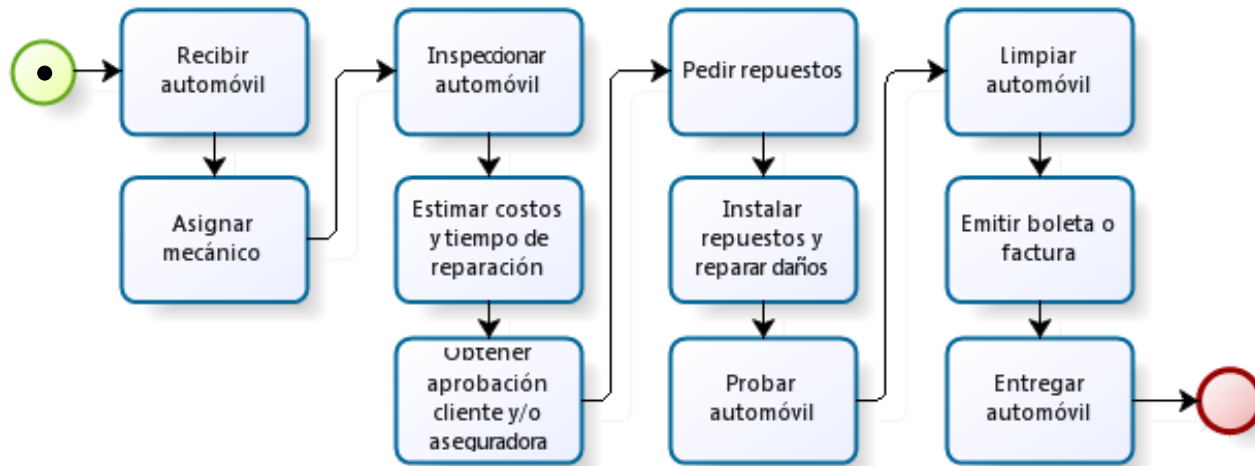 Recibir
automóvil
Asignar
mecánico
Inspeccionar
automóvil
Estimar costos
y tiempo de
reparación
Obtener
aprobación
cliente y/o
aseguradora
Pedir repuestos
Instalar
repuestos y
reparar daños
Probar
automóvil
Limpiar
automóvil
Emitir boleta o
factura
Entregar
automóvil